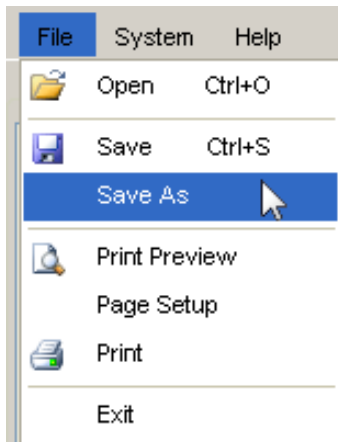 File System Help
Open Ctrl+O
Save Ctrl+S
Save As
Print Preview
Page Setup
Print
Exit